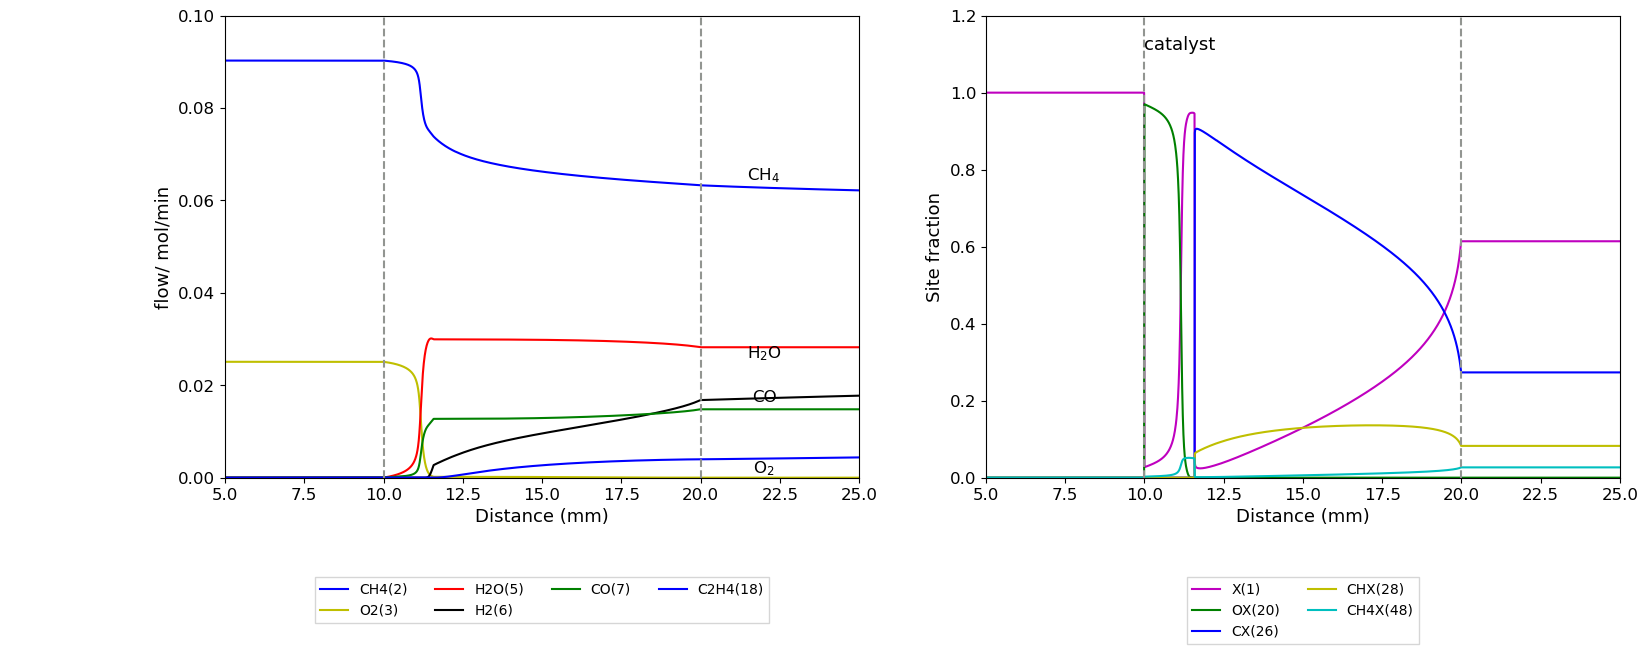 0.10
0.08
0.06
0.04
0.02
0.00
flow/ mol/min
CH₄
H₂O
CO
O₂
5.0 7.5 10.0 12.5 15.0 17.5 20.0 22.5 25.0
Distance (mm)
CH4(2) H2O(5) CO(7) C2H4(18)
O2(3) H2(6)
1.2
1.0
0.8
0.6
0.4
0.2
0.0
Site fraction
catalyst
5.0 7.5 10.0 12.5 15.0 17.5 20.0 22.5 25.0
Distance (mm)
X(1) CHX(28)
OX(20) CH4X(48)
CX(26)